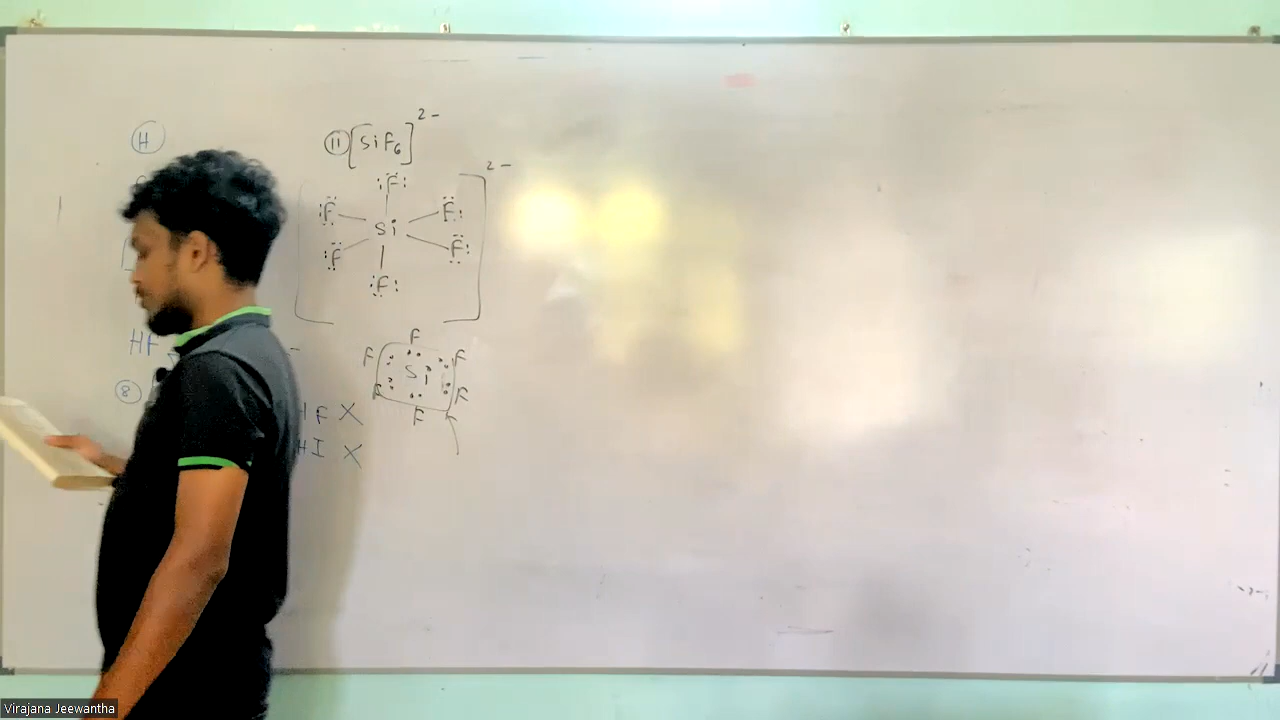 H
⑪ [SiF₆]²⁻
2-
F
F F
Si
F F
F
HF
F
F F
Si
⑧
F F
F
HF X
HI X
Virajana Jeewantha